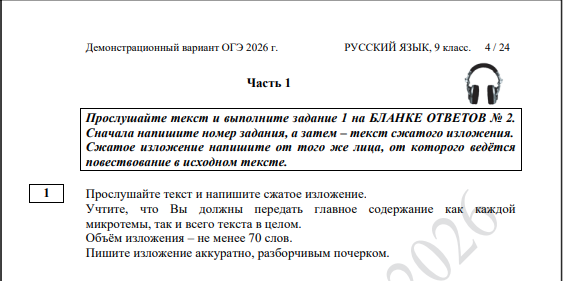 Демонстрационный вариант ОГЭ 2026 г. РУССКИЙ ЯЗЫК, 9 класс. 4 / 24
Часть 1
Прослушайте текст и выполните задание 1 на БЛАНКЕ ОТВЕТОВ № 2.
Сначала напишите номер задания, а затем – текст сжатого изложения.
Сжатое изложение напишите от того же лица, от которого ведётся
повествование в исходном тексте.
1 Прослушайте текст и напишите сжатое изложение.
Учтите, что Вы должны передать главное содержание как каждой
микротемы, так и всего текста в целом.
Объём изложения – не менее 70 слов.
Пишите изложение аккуратно, разборчивым почерком.
2026